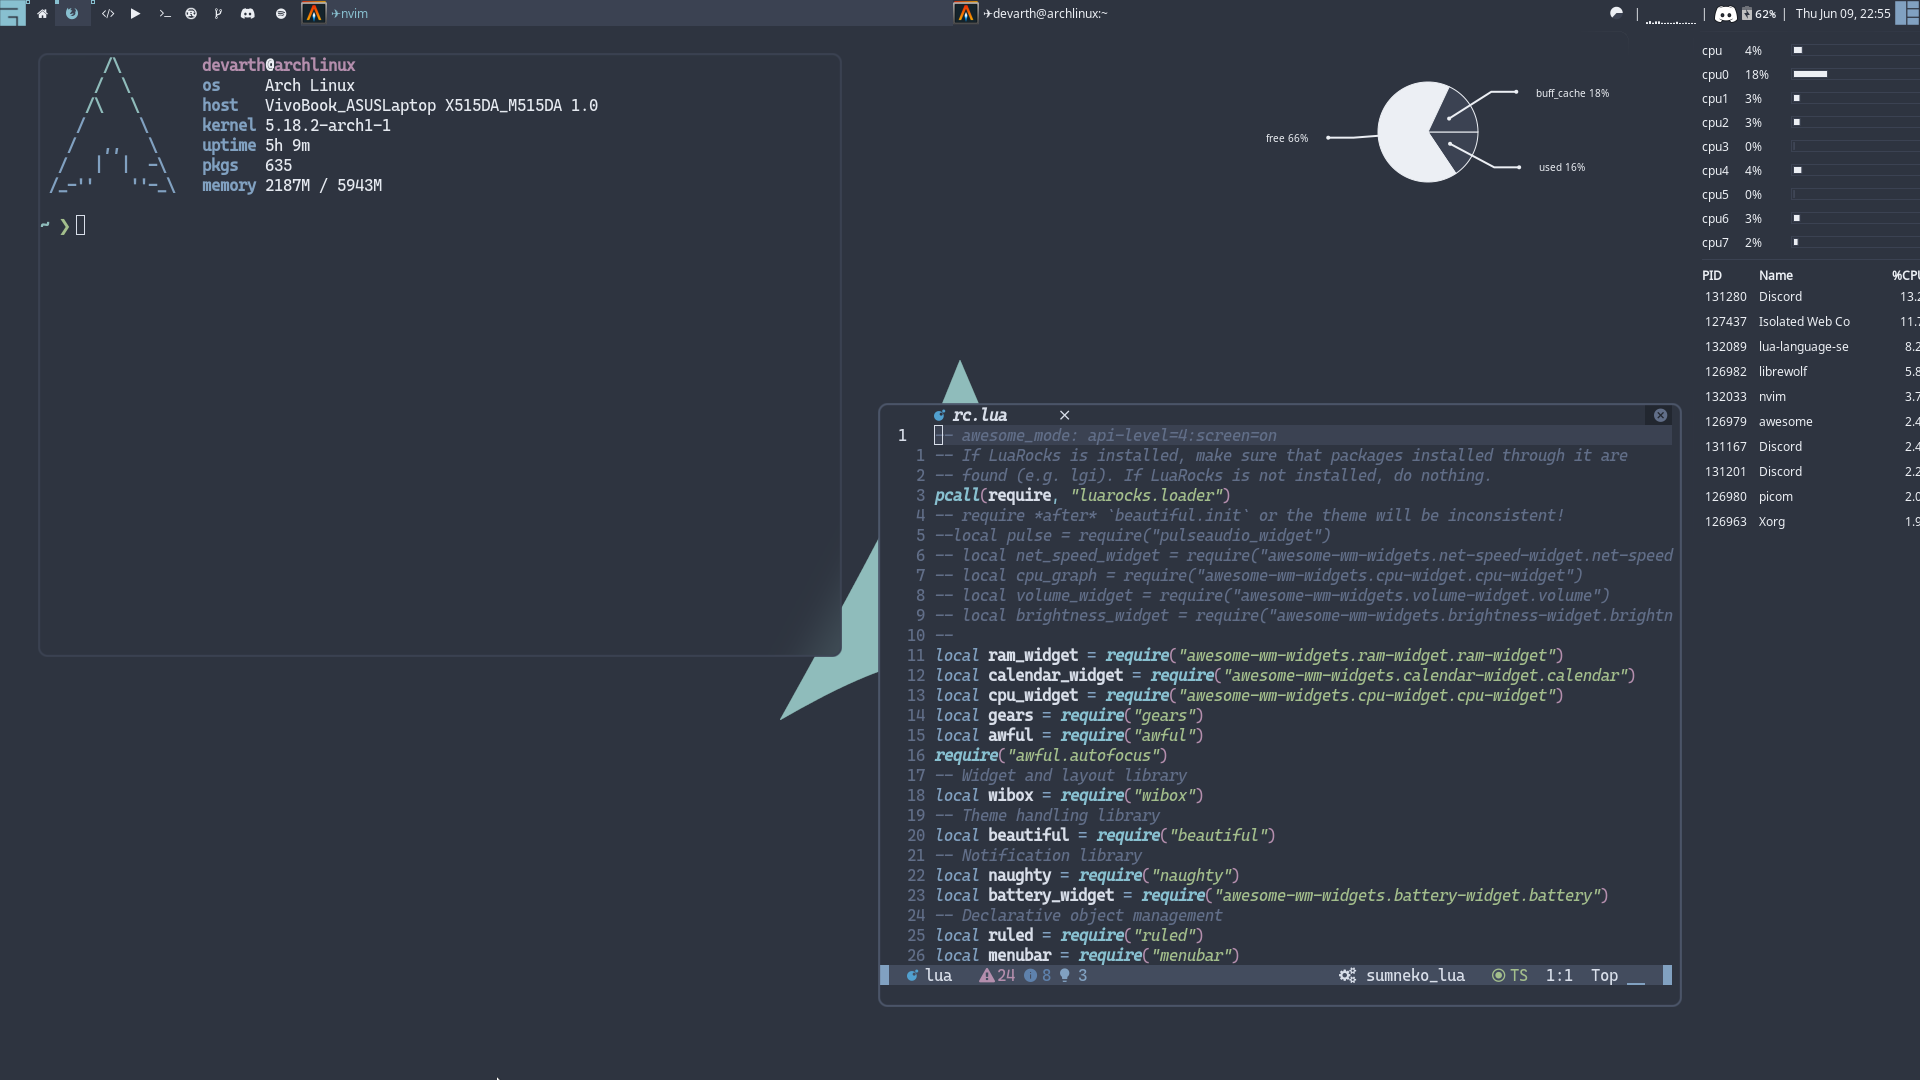 ✈nvim
✈devarth@archlinux:~
62%
Thu Jun 09, 22:55
devarth@archlinux
os Arch Linux
host VivoBook_ASUSLaptop X515DA_M515DA 1.0
kernel 5.18.2-arch1-1
uptime 5h 9m
pkgs 635
memory 2187M / 5943M
~ ❯
buff_cache 18%
free 66%
used 16%
cpu 4%
cpu0 18%
cpu1 3%
cpu2 3%
cpu3 0%
cpu4 4%
cpu5 0%
cpu6 3%
cpu7 2%
PID Name %CPU
131280 Discord 13.2
127437 Isolated Web Co 11.7
132089 lua-language-se 8.2
126982 librewolf 5.8
132033 nvim 3.7
126979 awesome 2.4
131167 Discord 2.4
131201 Discord 2.2
126980 picom 2.0
126963 Xorg 1.9
rc.lua ×
1 -- awesome_mode: api-level=4:screen=on
1 -- If LuaRocks is installed, make sure that packages installed through it are
2 -- found (e.g. lgi). If LuaRocks is not installed, do nothing.
3 pcall(require, "luarocks.loader")
4 -- require *after* `beautiful.init` or the theme will be inconsistent!
5 --local pulse = require("pulseaudio_widget")
6 -- local net_speed_widget = require("awesome-wm-widgets.net-speed-widget.net-speed
7 -- local cpu_graph = require("awesome-wm-widgets.cpu-widget.cpu-widget")
8 -- local volume_widget = require("awesome-wm-widgets.volume-widget.volume")
9 -- local brightness_widget = require("awesome-wm-widgets.brightness-widget.brightn
10 --
11 local ram_widget = require("awesome-wm-widgets.ram-widget.ram-widget")
12 local calendar_widget = require("awesome-wm-widgets.calendar-widget.calendar")
13 local cpu_widget = require("awesome-wm-widgets.cpu-widget.cpu-widget")
14 local gears = require("gears")
15 local awful = require("awful")
16 require("awful.autofocus")
17 -- Widget and layout library
18 local wibox = require("wibox")
19 -- Theme handling library
20 local beautiful = require("beautiful")
21 -- Notification library
22 local naughty = require("naughty")
23 local battery_widget = require("awesome-wm-widgets.battery-widget.battery")
24 -- Declarative object management
25 local ruled = require("ruled")
26 local menubar = require("menubar")
lua 24 8 3 sumneko_lua TS 1:1 Top __